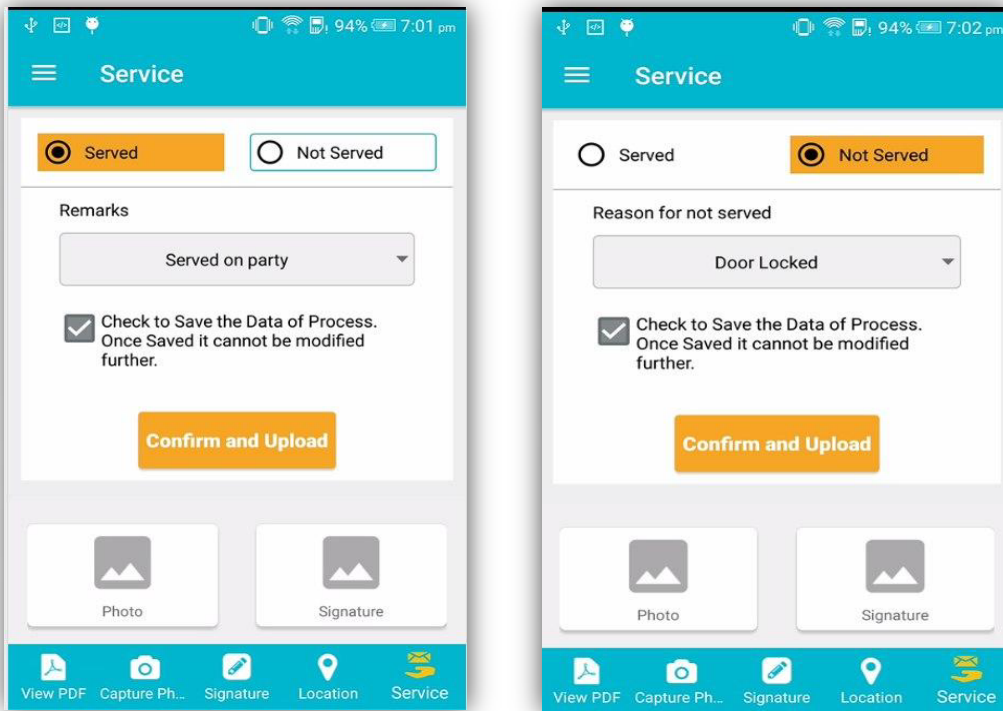 94% 7:01 pm
Service
Served
Not Served
Remarks
Served on party
Check to Save the Data of Process.
Once Saved it cannot be modified
further.
Confirm and Upload
Photo
Signature
View PDF
Capture Ph...
Signature
Location
Service
94% 7:02 pm
Service
Served
Not Served
Reason for not served
Door Locked
Check to Save the Data of Process.
Once Saved it cannot be modified
further.
Confirm and Upload
Photo
Signature
View PDF
Capture Ph...
Signature
Location
Service